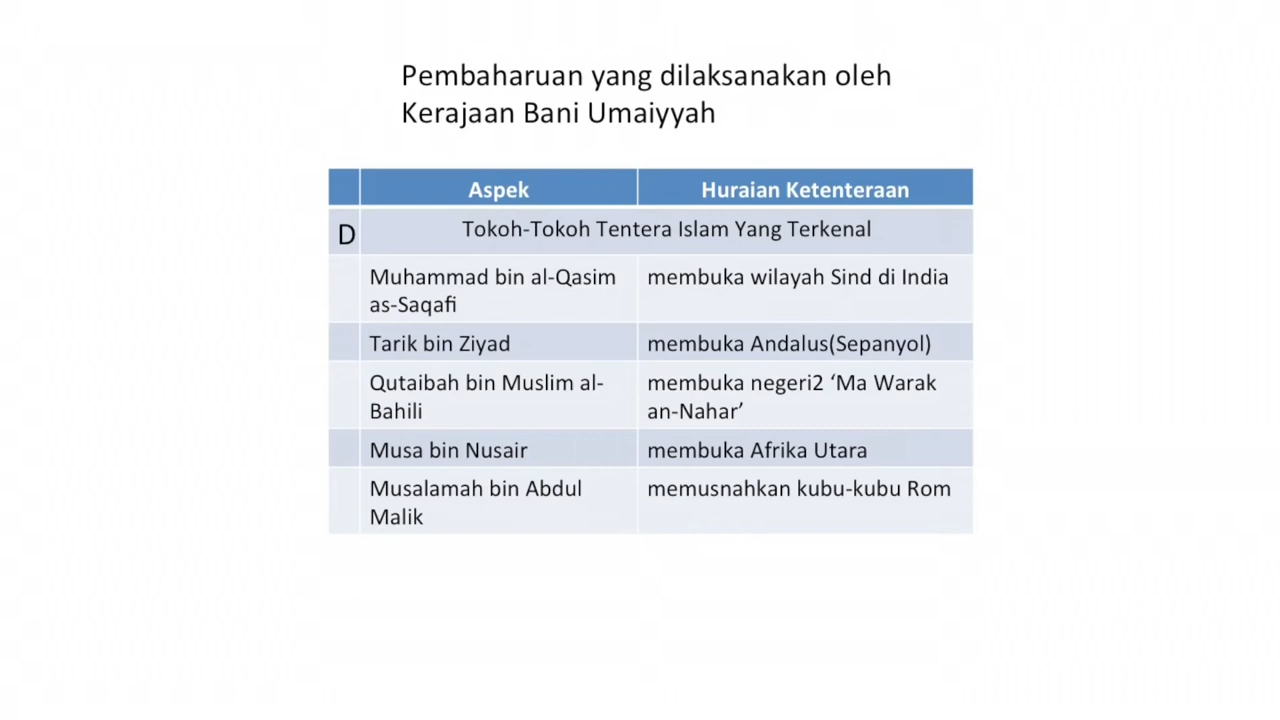 Pembaharuan yang dilaksanakan oleh
Kerajaan Bani Umaiyyah
Aspek
Huraian Ketenteraan
D
Tokoh-Tokoh Tentera Islam Yang Terkenal
Muhammad bin al-Qasim
as-Saqafi
membuka wilayah Sind di India
Tarik bin Ziyad
membuka Andalus(Sepanyol)
Qutaibah bin Muslim al-
Bahili
membuka negeri2 ‘Ma Warak
an-Nahar’
Musa bin Nusair
membuka Afrika Utara
Musalamah bin Abdul
Malik
memusnahkan kubu-kubu Rom